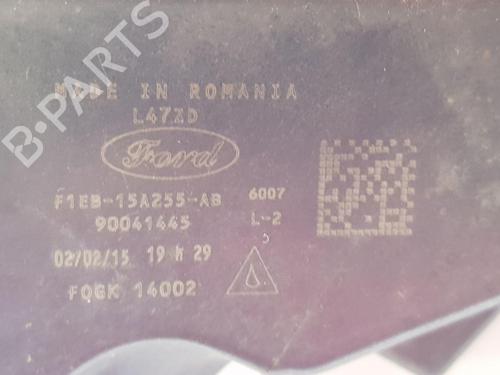 B-PARTS
MADE IN ROMANIA
L47ZD
Ford
F1EB-15A255-AB 6007
90041445 L-2
02/02/15 19 h 29
FQGK 14002